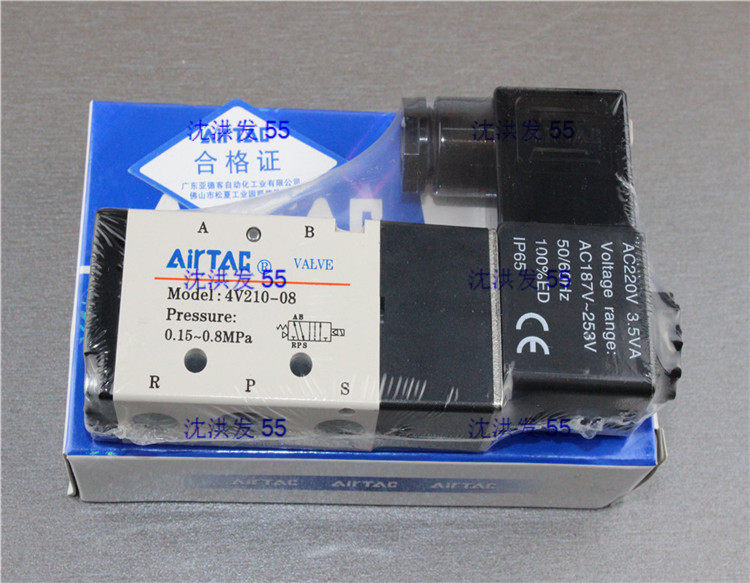 AIRTAC
合格证
广东亚德客自动化工业有限公司
沈洪发 55
沈洪发 55
A B
AirTAC ® VALVE
Model: 4V210-08
Pressure:
0.15~0.8MPa
AB
RPS
R P S
AC220V 3.5VA
Voltage range:
AC187V~253V
50/60Hz
100%ED
IP65
CE
沈洪发 55
沈洪发 55
沈洪发 55
沈洪发 55
AIRTAC AIRTAC AIRTAC